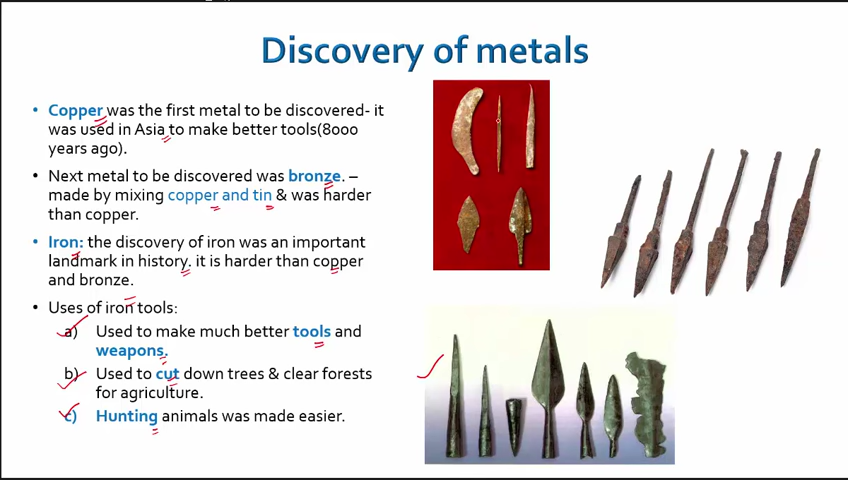 Discovery of metals
• Copper was the first metal to be discovered- it
was used in Asia to make better tools(8000
years ago).
• Next metal to be discovered was bronze. –
made by mixing copper and tin & was harder
than copper.
• Iron: the discovery of iron was an important
landmark in history. it is harder than copper
and bronze.
• Uses of iron tools:
a) Used to make much better tools and
weapons.
b) Used to cut down trees & clear forests
for agriculture.
c) Hunting animals was made easier.